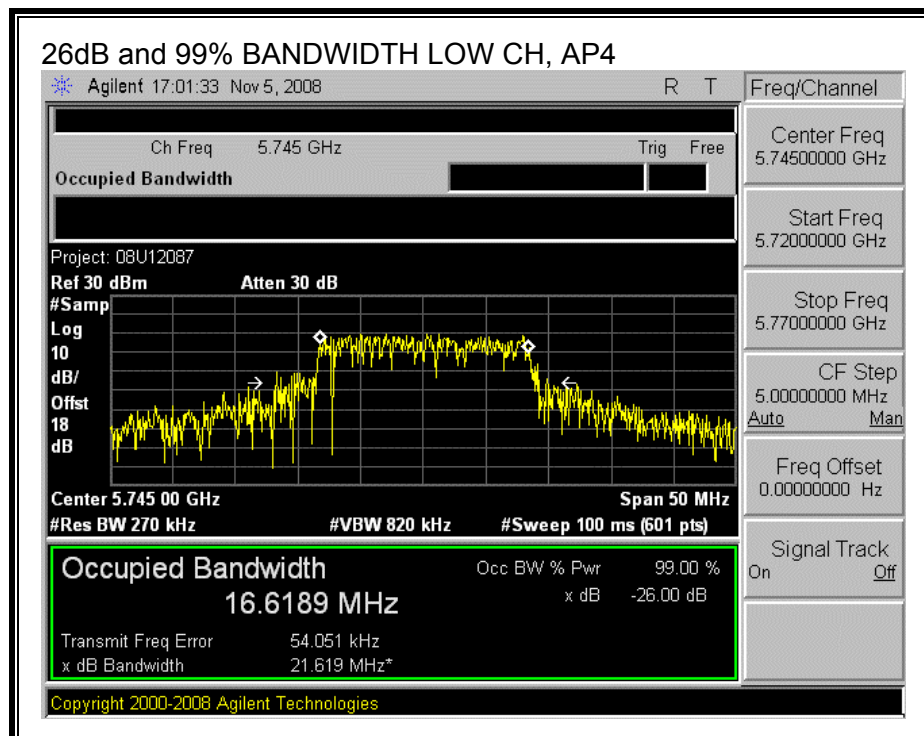 26dB and 99% BANDWIDTH LOW CH, AP4
Agilent 17:01:33 Nov 5, 2008 R T
Freq/Channel
Ch Freq 5.745 GHz Trig Free
Occupied Bandwidth
Center Freq
5.74500000 GHz
Start Freq
5.72000000 GHz
Stop Freq
5.77000000 GHz
CF Step
5.00000000 MHz
Auto Man
Freq Offset
0.00000000 Hz
Signal Track
On Off
Project: 08U12087
Ref 30 dBm Atten 30 dB
#Samp
Log
10
dB/
Offst
18
dB
Center 5.745 00 GHz Span 50 MHz
#Res BW 270 kHz #VBW 820 kHz #Sweep 100 ms (601 pts)
Occupied Bandwidth
16.6189 MHz
Occ BW % Pwr 99.00 %
x dB -26.00 dB
Transmit Freq Error 54.051 kHz
x dB Bandwidth 21.619 MHz*
Copyright 2000-2008 Agilent Technologies